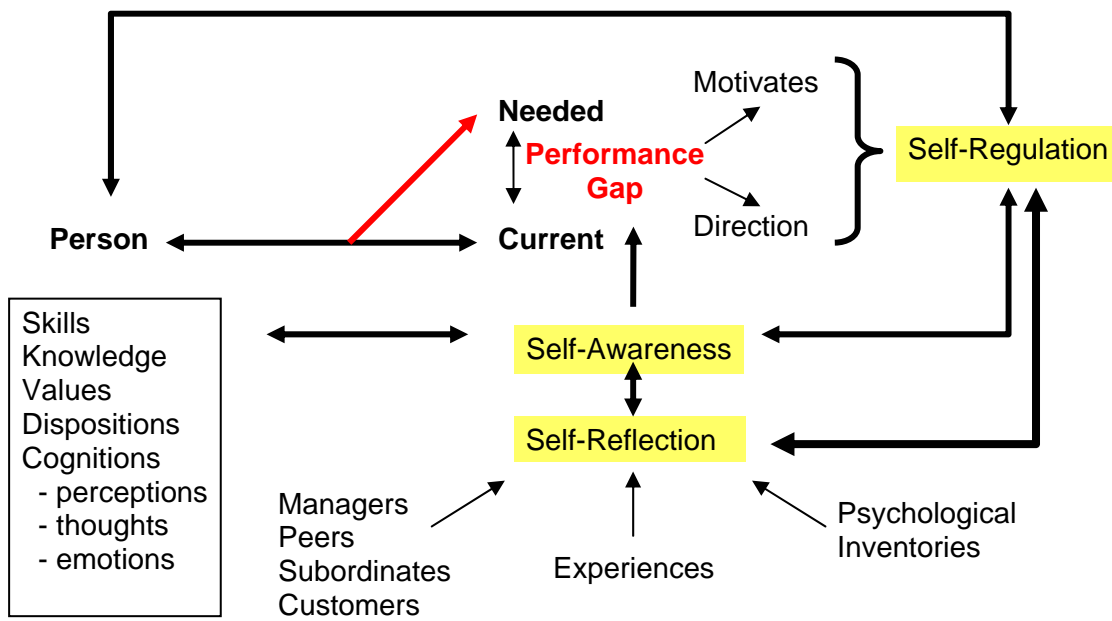 Motivates
Needed
Performance
Gap
Self-Regulation
Person
Current
Direction
Skills
Knowledge
Values
Dispositions
Cognitions
- perceptions
- thoughts
- emotions
Self-Awareness
Self-Reflection
Managers
Peers
Subordinates
Customers
Experiences
Psychological
Inventories